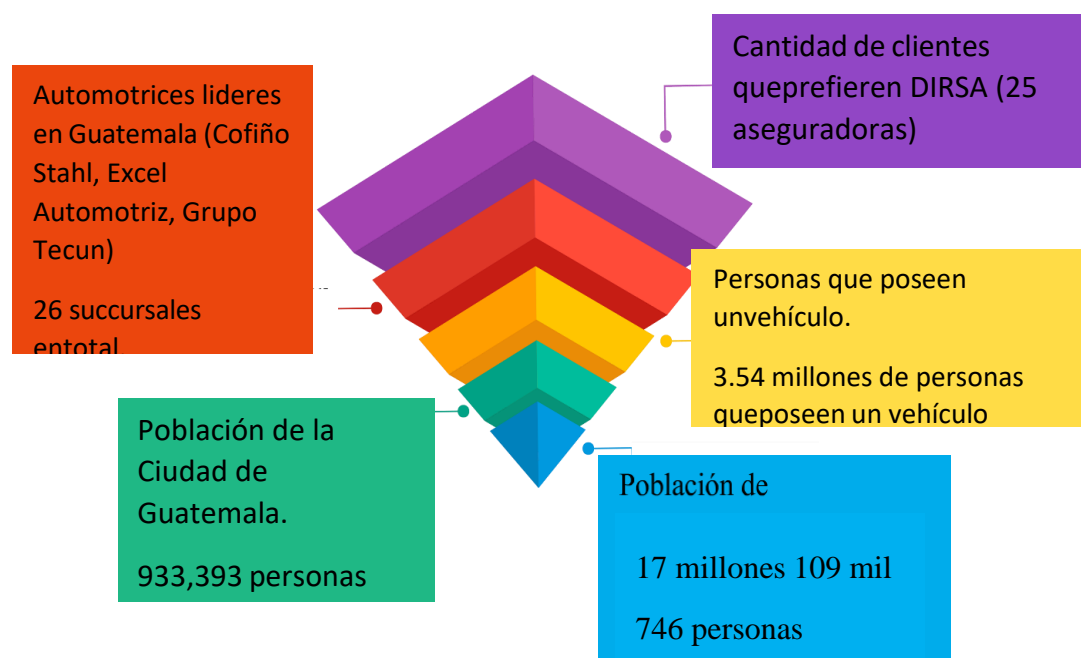 Automotrices lideres
en Guatemala (Cofiño
Stahl, Excel
Automotriz, Grupo
Tecun)
26 succursales
entotal.
Cantidad de clientes
queprefieren DIRSA (25
aseguradoras)
Personas que poseen
unvehículo.
3.54 millones de personas
queposeen un vehículo
Población de la
Ciudad de
Guatemala.
933,393 personas
Población de
17 millones 109 mil
746 personas